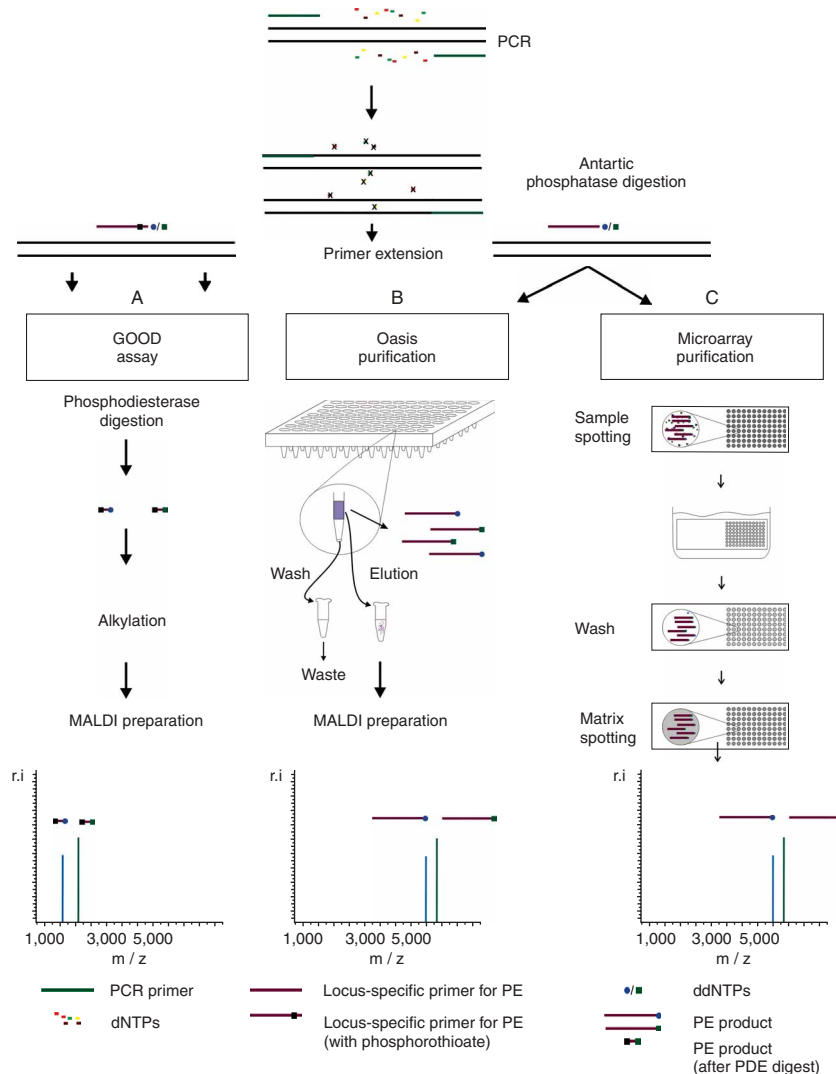 PCR
Antartic
phosphatase digestion
Primer extension
A
GOOD
assay
Phosphodiesterase
digestion
Alkylation
MALDI preparation
B
Oasis
purification
Wash
Elution
Waste
MALDI preparation
C
Microarray
purification
Sample
spotting
Wash
Matrix
spotting
r.i
1,000 3,000 5,000
m / z
r.i
1,000 3,000 5,000
m / z
r.i
1,000 3,000 5,000
m / z
PCR primer
dNTPs
Locus-specific primer for PE
Locus-specific primer for PE
(with phosphorothioate)
ddNTPs
PE product
PE product
(after PDE digest)